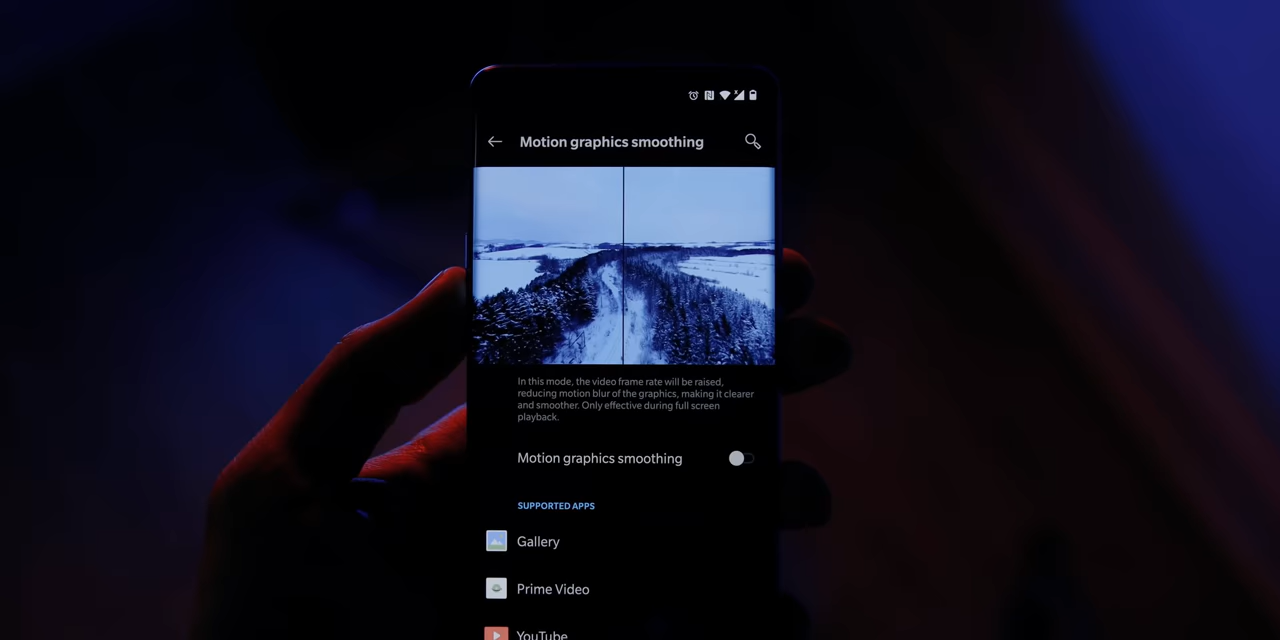 Motion graphics smoothing
In this mode, the video frame rate will be raised,
reducing motion blur of the graphics, making it clearer
and smoother. Only effective during full screen
playback.
Motion graphics smoothing
SUPPORTED APPS
Gallery
Prime Video
YouTube